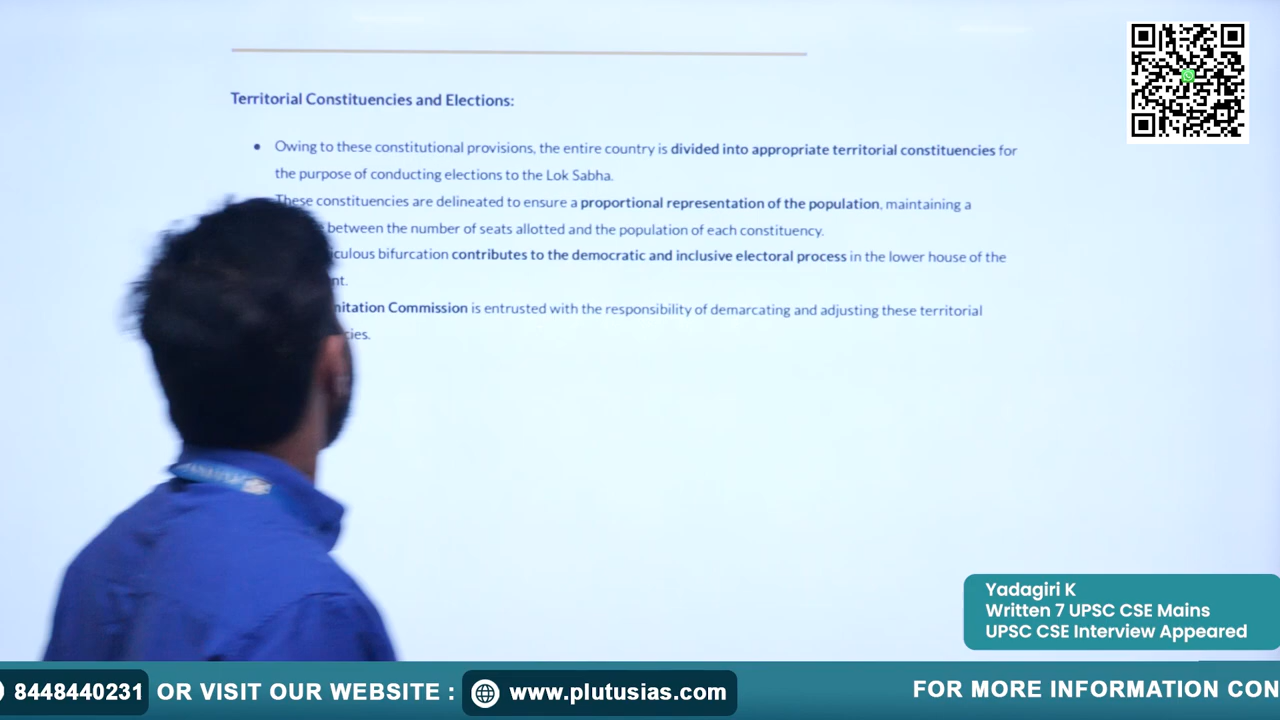 Territorial Constituencies and Elections:
Owing to these constitutional provisions, the entire country is divided into appropriate territorial constituencies for
the purpose of conducting elections to the Lok Sabha.
These constituencies are delineated to ensure a proportional representation of the population, maintaining a
between the number of seats allotted and the population of each constituency.
bifurcation contributes to the democratic and inclusive electoral process in the lower house of the
Commission is entrusted with the responsibility of demarcating and adjusting these territorial
Yadagiri K
Written 7 UPSC CSE Mains
UPSC CSE Interview Appeared
8448440231 OR VISIT OUR WEBSITE : www.plutusias.com FOR MORE INFORMATION CON